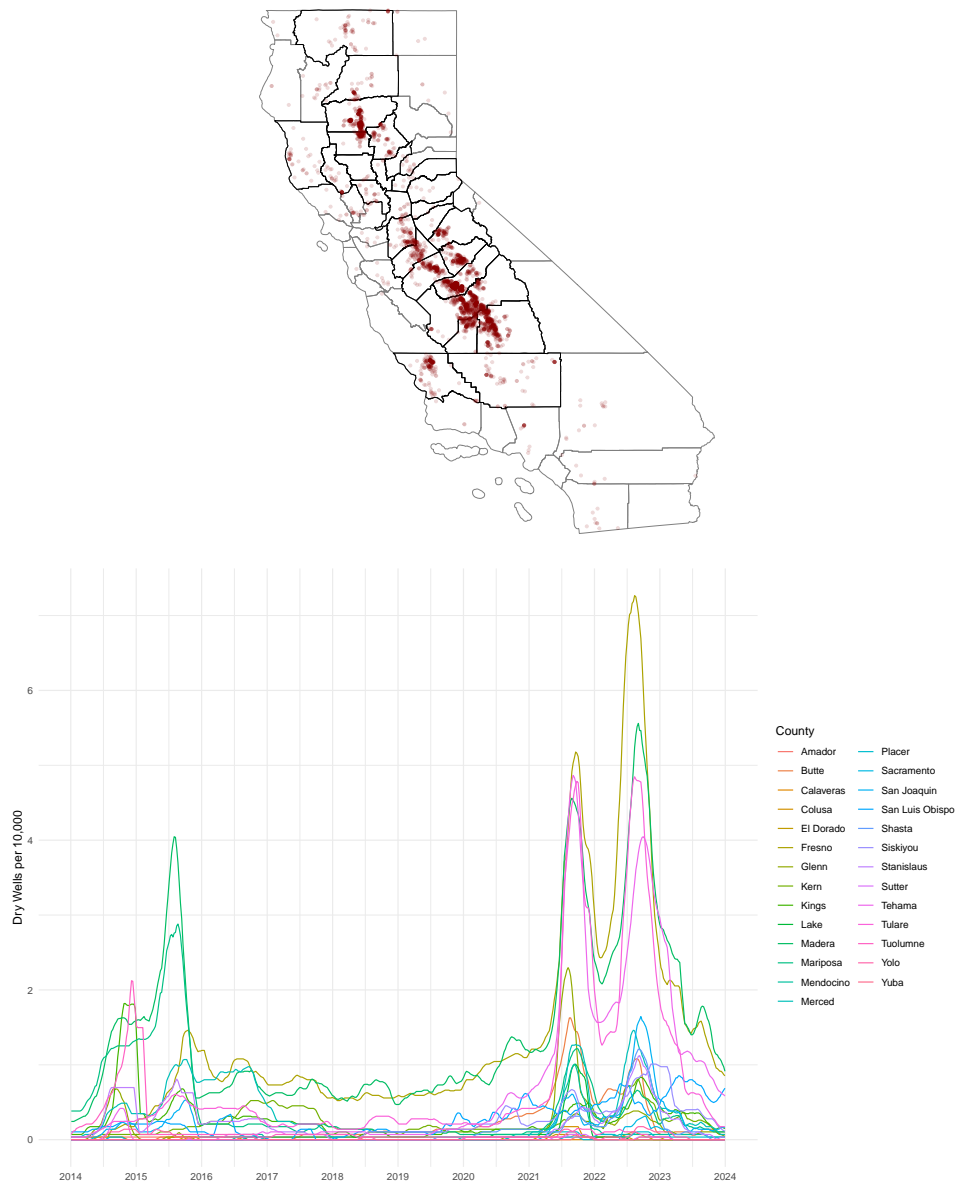 6
4
2
0
Dry Wells per 10,000
2014 2015 2016 2017 2018 2019 2020 2021 2022 2023 2024
County
Amador Placer
Butte Sacramento
Calaveras San Joaquin
Colusa San Luis Obispo
El Dorado Shasta
Fresno Siskiyou
Glenn Stanislaus
Kern Sutter
Kings Tehama
Lake Tulare
Madera Tuolumne
Mariposa Yolo
Mendocino Yuba
Merced